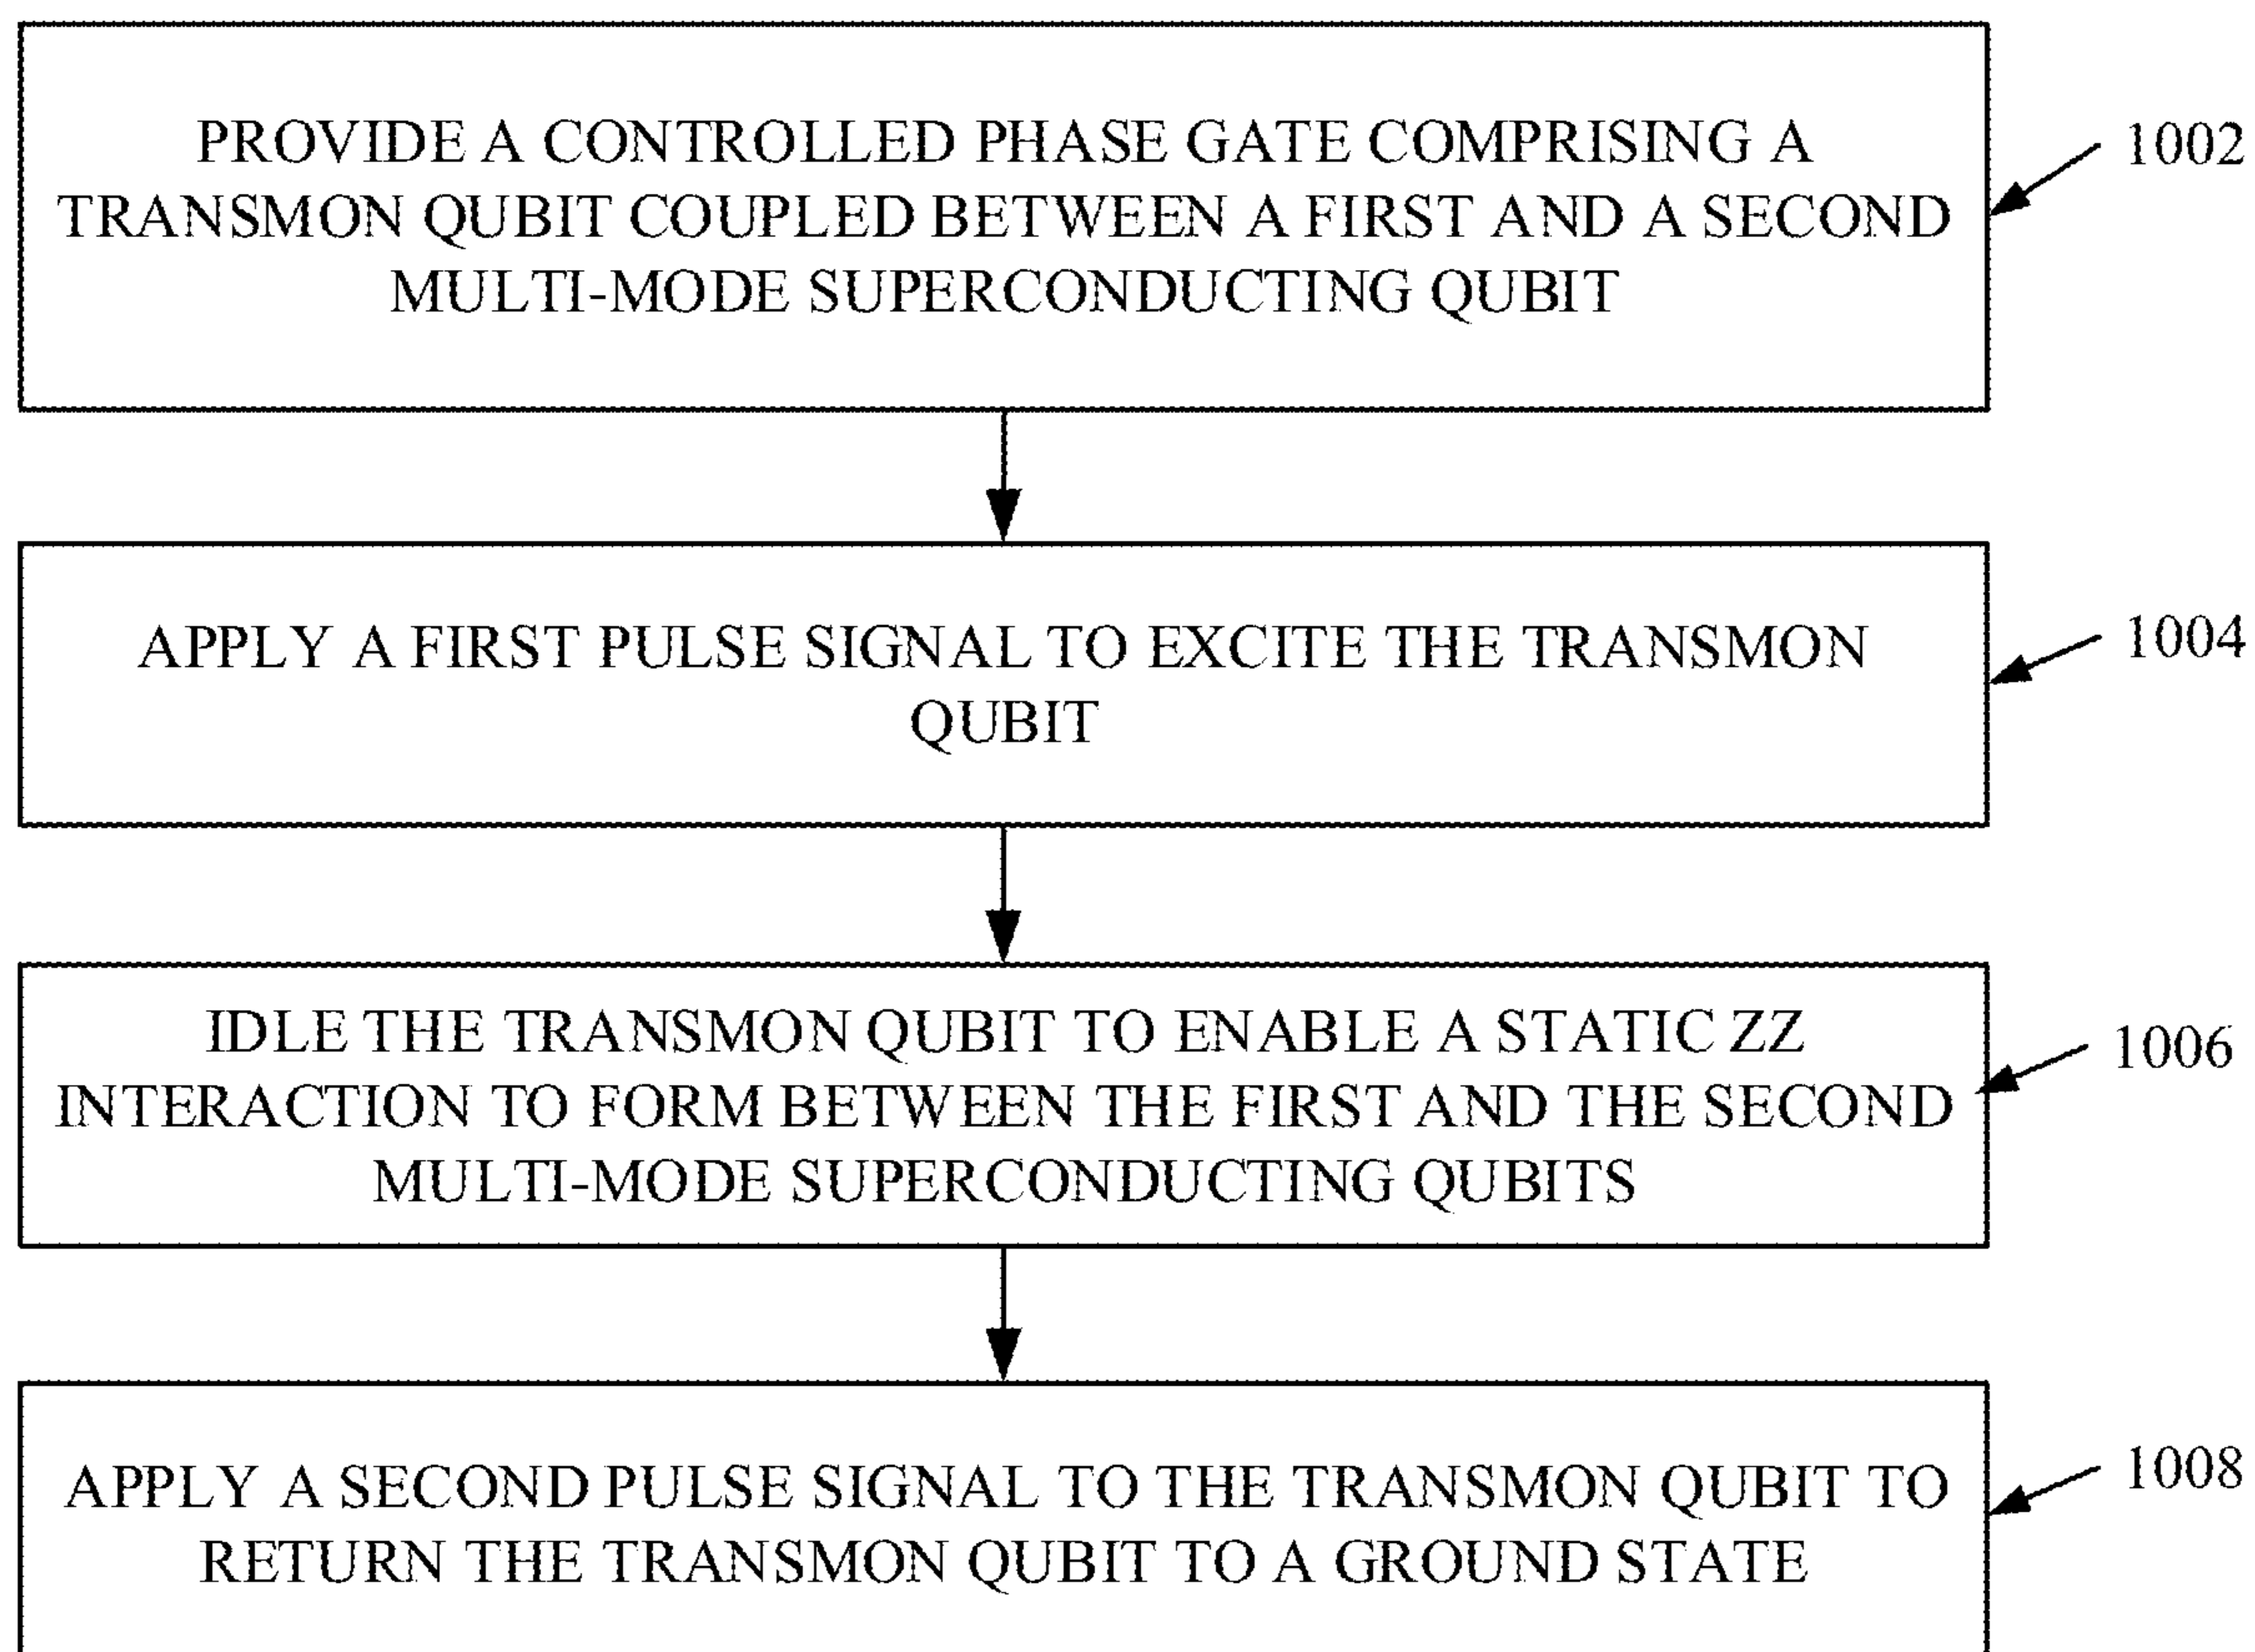 PROVIDE A CONTROLLED PHASE GATE COMPRISING A
TRANSMON QUBIT COUPLED BETWEEN A FIRST AND A SECOND
MULTI-MODE SUPERCONDUCTING QUBIT
1002
APPLY A FIRST PULSE SIGNAL TO EXCITE THE TRANSMON
QUBIT
1004
IDLE THE TRANSMON QUBIT TO ENABLE A STATIC ZZ
INTERACTION TO FORM BETWEEN THE FIRST AND THE SECOND
MULTI-MODE SUPERCONDUCTING QUBITS
1006
APPLY A SECOND PULSE SIGNAL TO THE TRANSMON QUBIT TO
RETURN THE TRANSMON QUBIT TO A GROUND STATE
1008